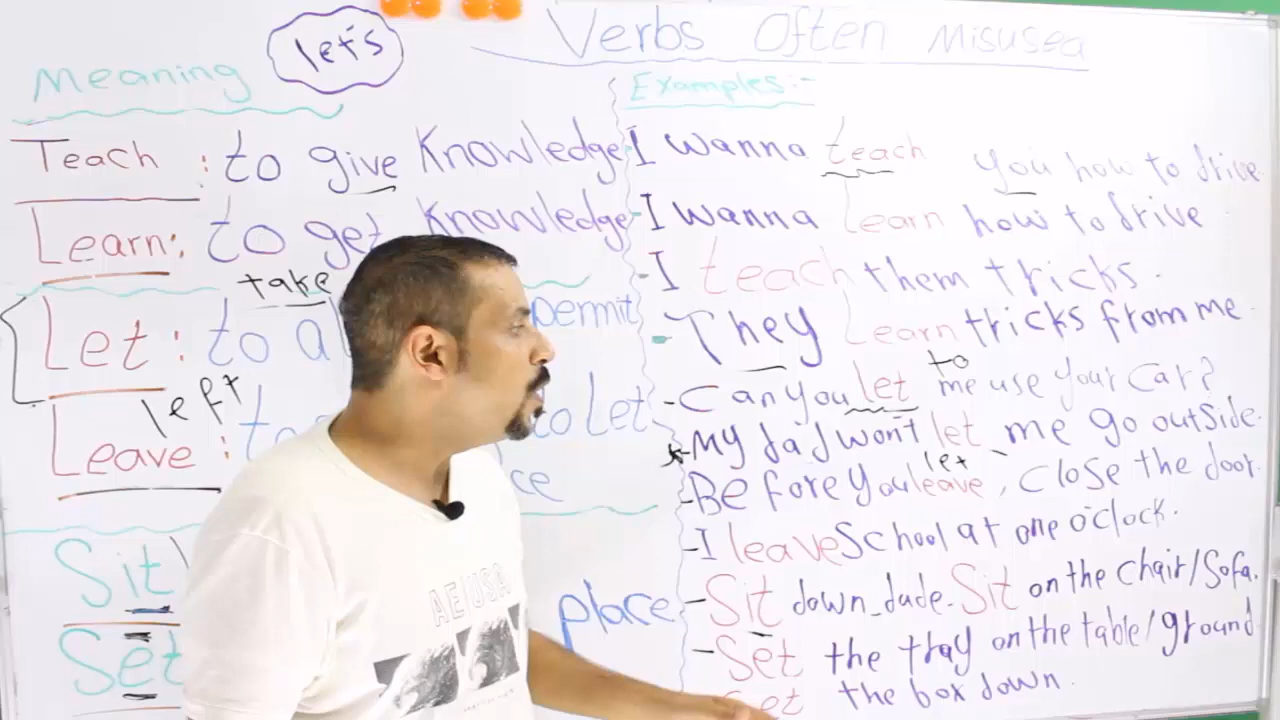 Verbs Often Misused
let's
Meaning
Teach : to give Knowledge
Learn: to get Knowledge
take
Let : to permit
left
Leave : to Let
Sit
Set
place
Examples:-
I wanna teach you how to drive
-I wanna Learn how to drive
-I teach them tricks.
- They Learn tricks from me.
to
-Can you let me use your Car?
*-My dad won't let me go outside.
let
-Before you leave, Close the door.
-I leave School at one o'clock.
-Sit down dude. Sit on the Chair/Sofa.
-Set the tray on the table/ground.
Set the box down.
AE USA